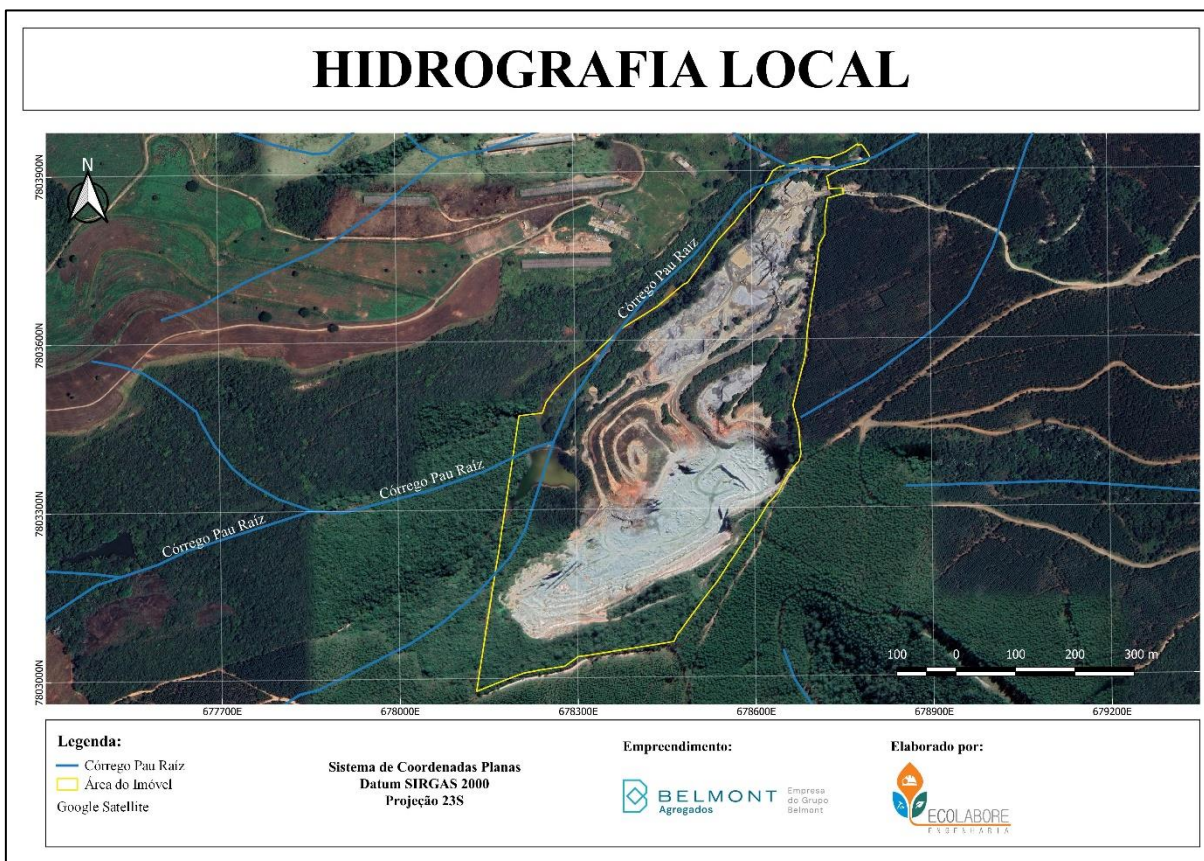 HIDROGRAFIA LOCAL
N
7803900N
7803600N
7803300N
7803000N
Córrego Pau Raíz
Córrego Pau Raíz
Córrego Pau Raíz
100 0 100 200 300 m
677700E 678000E 678300E 678600E 678900E 679200E
Legenda:
Córrego Pau Raíz
Área do Imóvel
Google Satellite
Sistema de Coordenadas Planas
Datum SIRGAS 2000
Projeção 23S
Empreendimento:
BELMONT
Agregados
Empresa
do Grupo
Belmont
Elaborado por:
ECOLABORE
ENGENHARIA